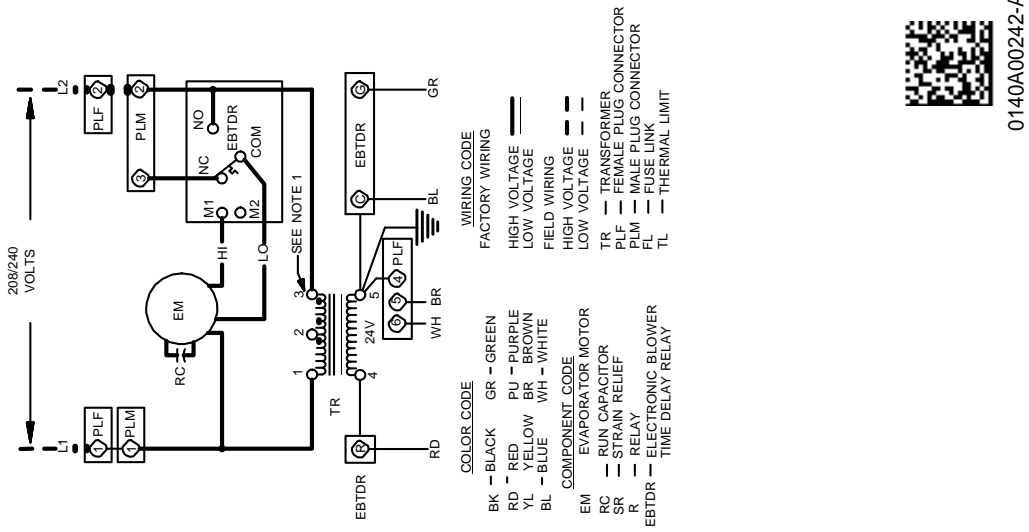 208/240
VOLTS
L1
L2
PLF
1
PLM
1
PLF
2
PLM
3
2
RC
EM
HI
LO
M1
M2
NC
NO
EBTDR
COM
SEE NOTE 1
1
2
3
TR
24V
4
5
EBTDR
R
RD
6
5
4
PLF
WH
BR
C
EBTDR
G
BL
GR
COLOR CODE
BK – BLACK
GR – GREEN
RD – RED
PU – PURPLE
YL YELLOW
BR BROWN
BL – BLUE
WH – WHITE
COMPONENT CODE
EM EVAPORATOR MOTOR
RC — RUN CAPACITOR
SR — STRAIN RELIEF
R — RELAY
EBTDR — ELECTRONIC BLOWER
TIME DELAY RELAY
WIRING CODE
FACTORY WIRING
HIGH VOLTAGE
LOW VOLTAGE
FIELD WIRING
HIGH VOLTAGE
LOW VOLTAGE
TR — TRANSFORMER
PLF — FEMALE PLUG CONNECTOR
PLM — MALE PLUG CONNECTOR
FL — FUSE LINK
TL — THERMAL LIMIT
0140A00242-A